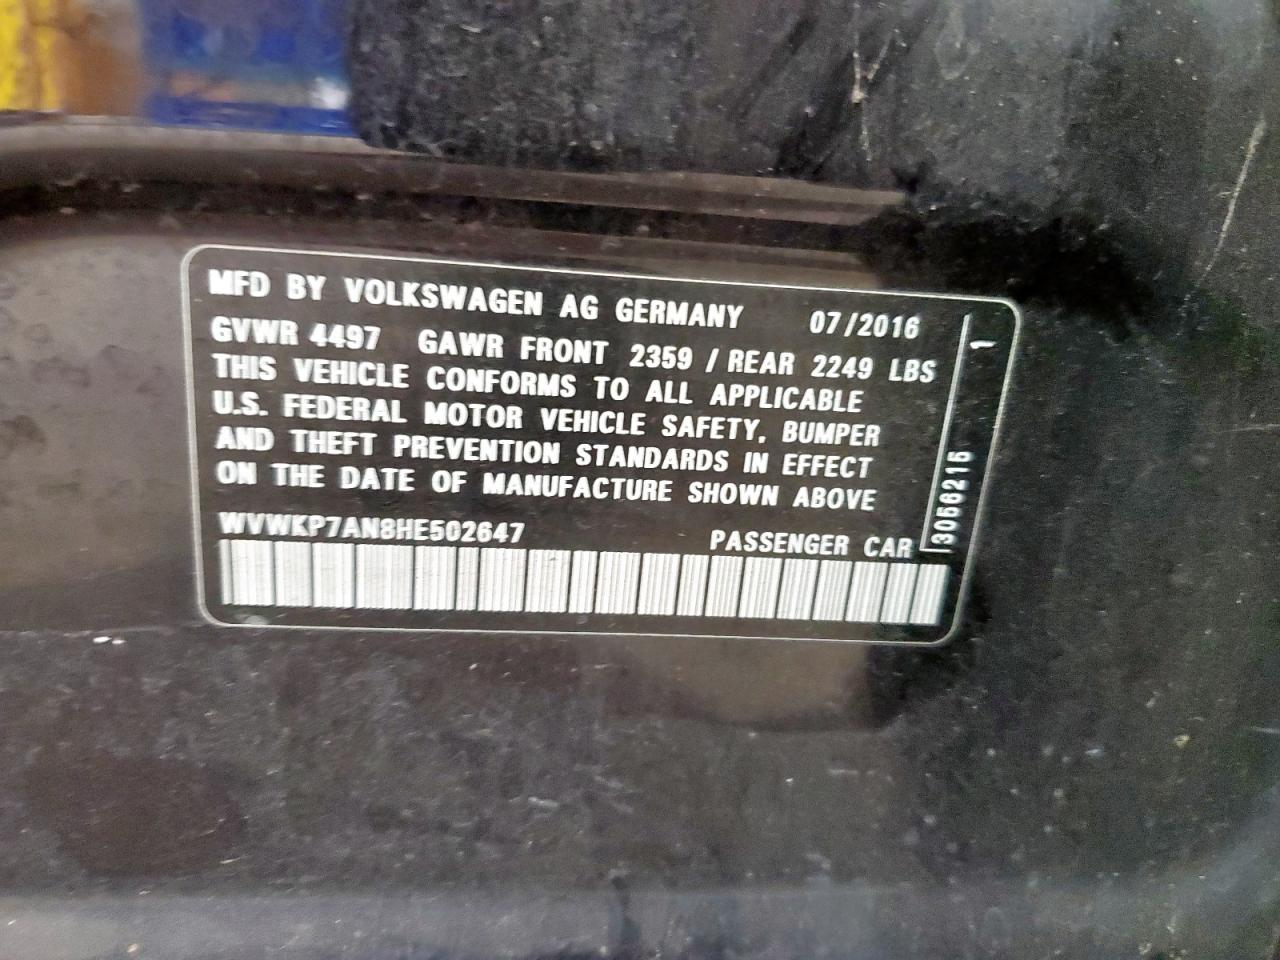 MFD BY VOLKSWAGEN AG GERMANY 07/2016
GVWR 4497 GAWR FRONT 2359 / REAR 2249 LBS
THIS VEHICLE CONFORMS TO ALL APPLICABLE
U.S. FEDERAL MOTOR VEHICLE SAFETY, BUMPER
AND THEFT PREVENTION STANDARDS IN EFFECT
ON THE DATE OF MANUFACTURE SHOWN ABOVE
WVWKP7AN8HE502647 PASSENGER CAR
3056215 1